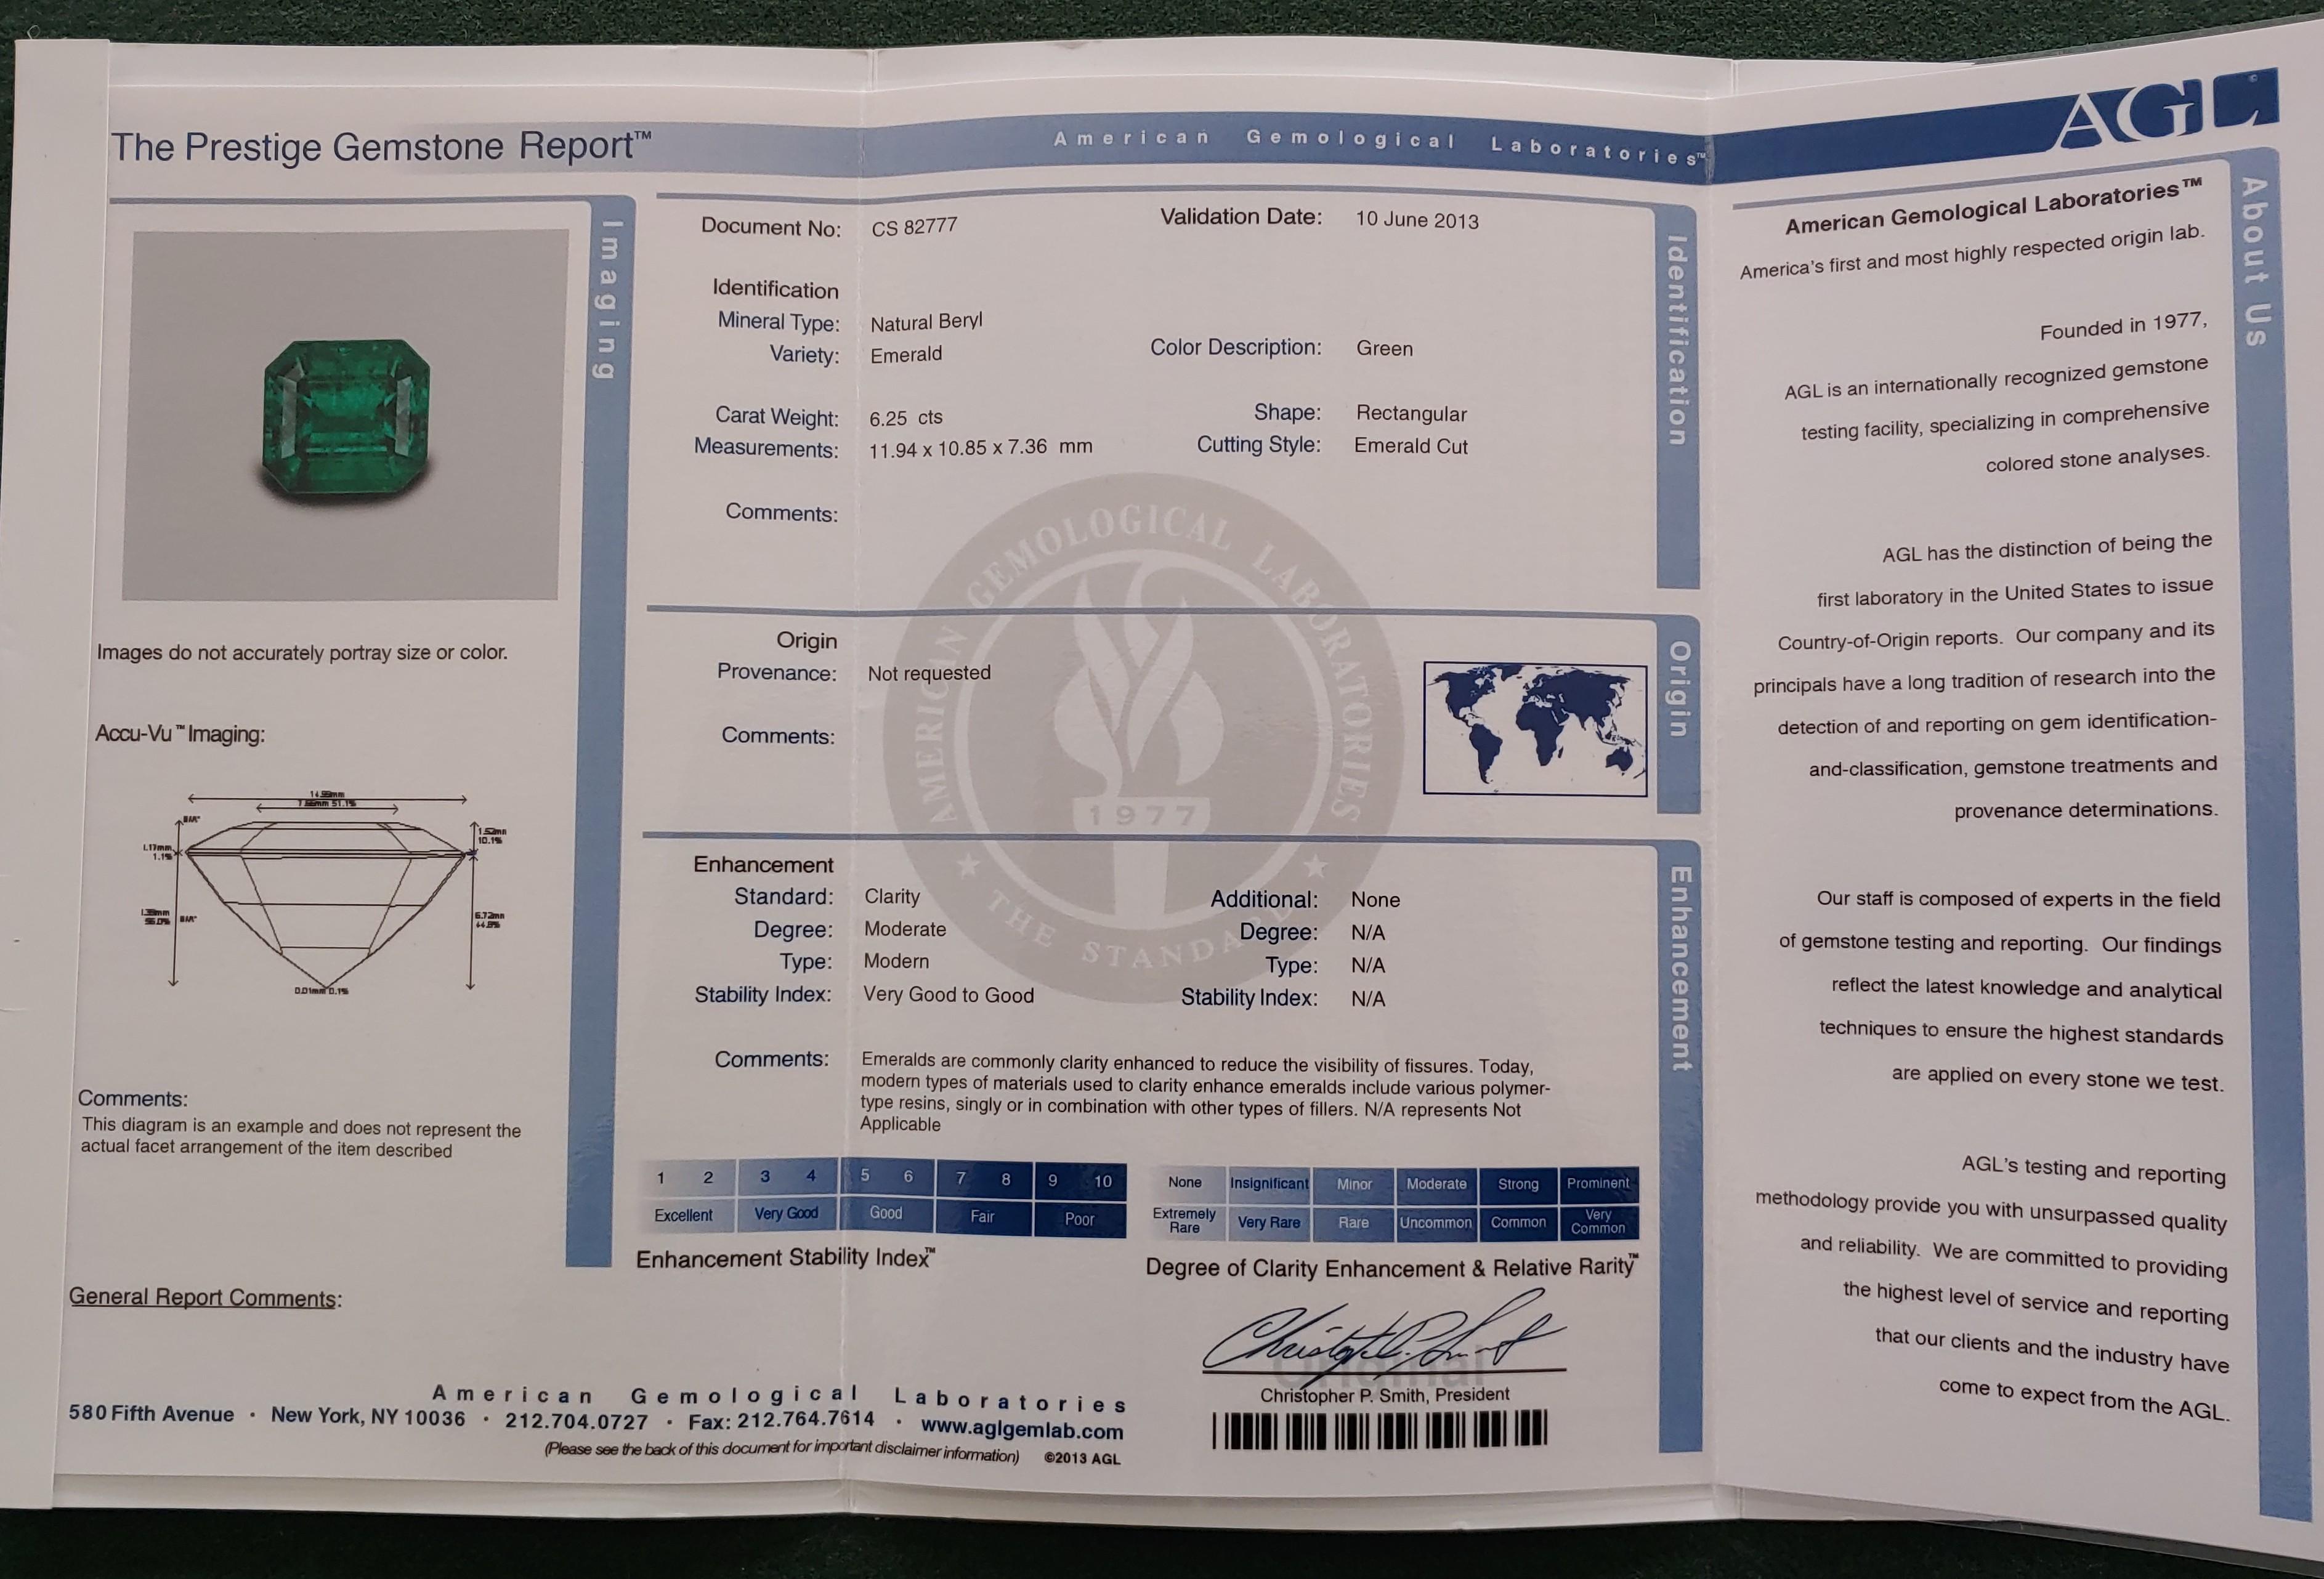 The Prestige Gemstone Report™
American Gemological Laboratories™
AGL
Imaging
Images do not accurately portray size or color.
Accu-Vu™ Imaging:
51.1%
10.1%
1.1%
6.72mm
0.01mm 0.1%
Comments:
This diagram is an example and does not represent the
actual facet arrangement of the item described
General Report Comments:
Document No: CS 82777 Validation Date: 10 June 2013
Identification
Mineral Type: Natural Beryl
Variety: Emerald Color Description: Green
Carat Weight: 6.25 cts Shape: Rectangular
Measurements: 11.94 x 10.85 x 7.36 mm Cutting Style: Emerald Cut
Comments:
Identification
AMERICAN GEMOLOGICAL LABORATORIES
1977
★ THE STANDARD ★
Origin
Provenance: Not requested
Comments:
Origin
Enhancement
Standard: Clarity Additional: None
Degree: Moderate Degree: N/A
Type: Modern Type: N/A
Stability Index: Very Good to Good Stability Index: N/A
Comments: Emeralds are commonly clarity enhanced to reduce the visibility of fissures. Today,
modern types of materials used to clarity enhance emeralds include various polymer-
type resins, singly or in combination with other types of fillers. N/A represents Not
Applicable
Enhancement
1 2 3 4 5 6 7 8 9 10
Excellent Very Good Good Fair Poor
Enhancement Stability Index™
None Insignificant Minor Moderate Strong Prominent
Extremely Rare Very Rare Rare Uncommon Common Very Common
Degree of Clarity Enhancement & Relative Rarity™
Original
Christopher P. Smith, President
American Gemological Laboratories
580 Fifth Avenue · New York, NY 10036 · 212.704.0727 · Fax: 212.764.7614 · www.aglgemlab.com
(Please see the back of this document for important disclaimer information) ©2013 AGL
About Us
American Gemological Laboratories™
America's first and most highly respected origin lab.
Founded in 1977,
AGL is an internationally recognized gemstone
testing facility, specializing in comprehensive
colored stone analyses.
AGL has the distinction of being the
first laboratory in the United States to issue
Country-of-Origin reports. Our company and its
principals have a long tradition of research into the
detection of and reporting on gem identification-
and-classification, gemstone treatments and
provenance determinations.
Our staff is composed of experts in the field
of gemstone testing and reporting. Our findings
reflect the latest knowledge and analytical
techniques to ensure the highest standards
are applied on every stone we test.
AGL's testing and reporting
methodology provide you with unsurpassed quality
and reliability. We are committed to providing
the highest level of service and reporting
that our clients and the industry have
come to expect from the AGL.